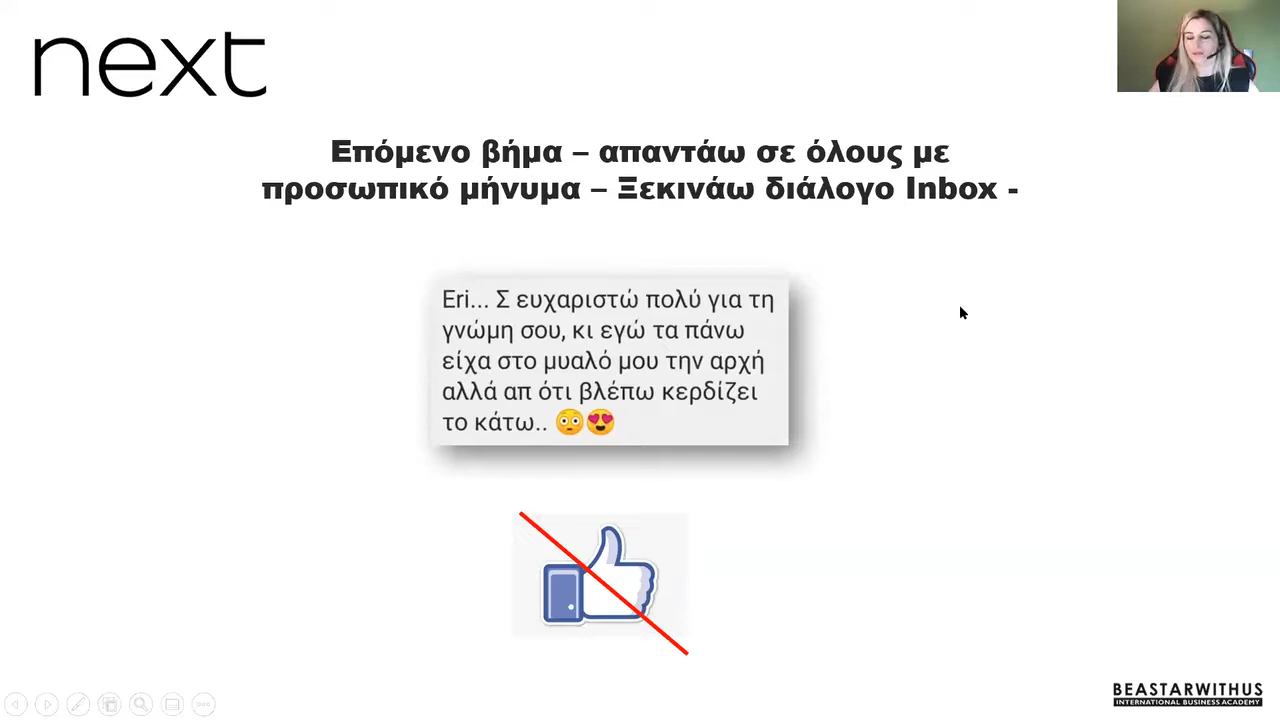 next
Επόμενο βήμα – απαντάω σε όλους με
προσωπικό μήνυμα – Ξεκινάω διάλογο Inbox -
Eri... Σ ευχαριστώ πολύ για τη
γνώμη σου, κι εγώ τα πάνω
είχα στο μυαλό μου την αρχή
αλλά απ ότι βλέπω κερδίζει
το κάτω.. 😳😍
BEASTARWITHUS
INTERNATIONAL BUSINESS ACADEMY